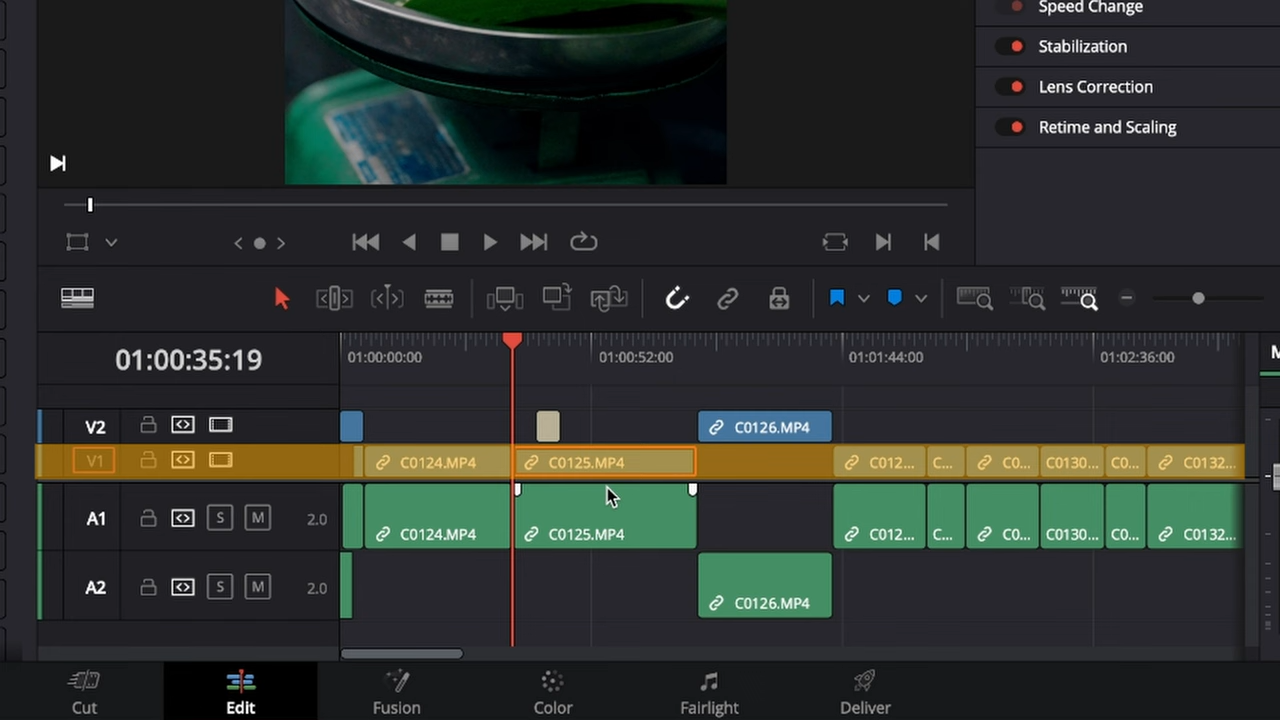 Speed Change
Stabilization
Lens Correction
Retime and Scaling
01:00:35:19
01:00:00:00
01:00:52:00
01:01:44:00
01:02:36:00
M
V2
C0126.MP4
V1
C0124.MP4
C0125.MP4
C012...
C...
C0...
C0130...
C0...
C0132...
A1
S
M
2.0
C0124.MP4
C0125.MP4
C012...
C...
C0...
C0130...
C0...
C0132...
A2
S
M
2.0
C0126.MP4
Cut
Edit
Fusion
Color
Fairlight
Deliver